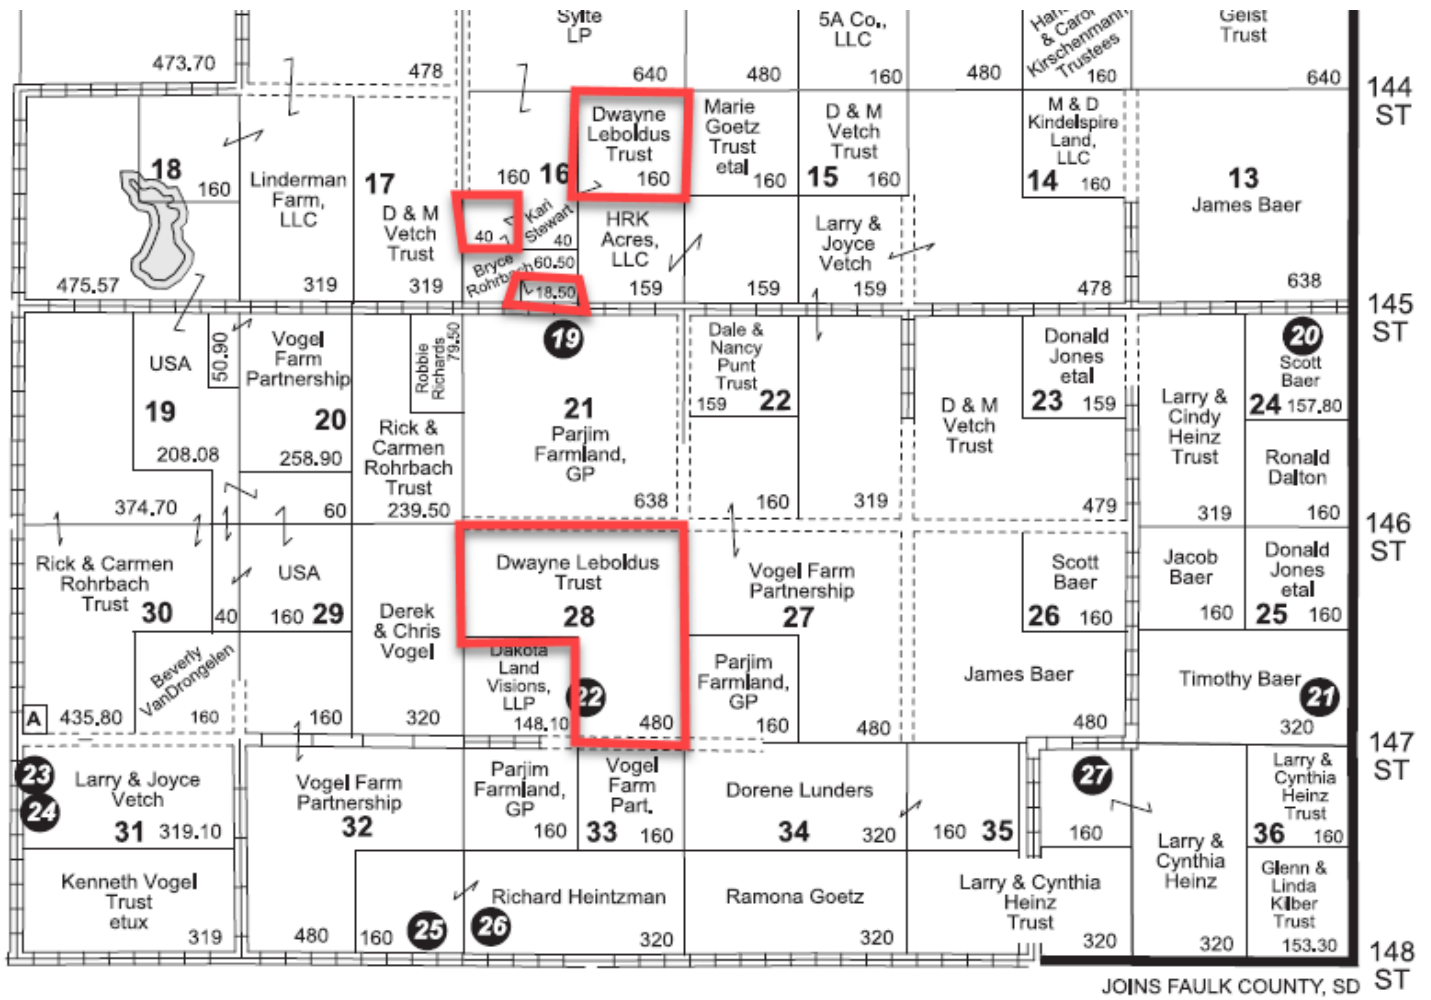 Sylte
LP
5A Co.,
LLC
& Carol
Kirschenmann
Trustees
Geist
Trust
473.70
478
640
480
160
480
160
640
144
ST
18
160
475.57
Linderman
Farm,
LLC
319
17
D & M
Vetch
Trust
319
160
16
Dwayne
Leboldus
Trust
160
40
Kari
Stewart
40
Bryce
Rohrbach
60.50
18.50
HRK
Acres,
LLC
159
Marie
Goetz
Trust
etal
160
159
D & M
Vetch
Trust
15
160
Larry &
Joyce
Vetch
159
M & D
Kindelspire
Land,
LLC
14
160
478
13
James Baer
638
145
ST
USA
50.90
19
208.08
374.70
Vogel
Farm
Partnership
20
258.90
60
Robbie
Richards
79.50
Rick &
Carmen
Rohrbach
Trust
239.50
19
21
Parjim
Farmland,
GP
638
Dale &
Nancy
Punt
Trust
159
22
160
319
D & M
Vetch
Trust
479
Donald
Jones
etal
23
159
Larry &
Cindy
Heinz
Trust
319
20
Scott
Baer
24
157.80
Ronald
Dalton
160
146
ST
Rick & Carmen
Rohrbach
Trust
30
40
Beverly
VanDrongelen
A
435.80
160
USA
160
29
160
Derek
& Chris
Vogel
320
Dwayne Leboldus
Trust
28
Dakota
Land
Visions,
LLP
148.10
22
480
Vogel Farm
Partnership
27
Parjim
Farmland,
GP
160
480
Scott
Baer
26
160
James Baer
480
Jacob
Baer
160
Donald
Jones
etal
25
160
Timothy Baer
21
320
147
ST
23
24
Larry & Joyce
Vetch
31
319.10
Kenneth Vogel
Trust
etux
319
Vogel Farm
Partnership
32
480
160
25
Parjim
Farmland,
GP
160
Vogel
Farm
Part.
33
160
26
Richard Heintzman
320
Dorene Lunders
34
320
Ramona Goetz
320
160
35
Larry & Cynthia
Heinz
Trust
320
27
160
Larry &
Cynthia
Heinz
320
Larry &
Cynthia
Heinz
Trust
36
160
Glenn &
Linda
Kilber
Trust
153.30
148
ST
JOINS FAULK COUNTY, SD